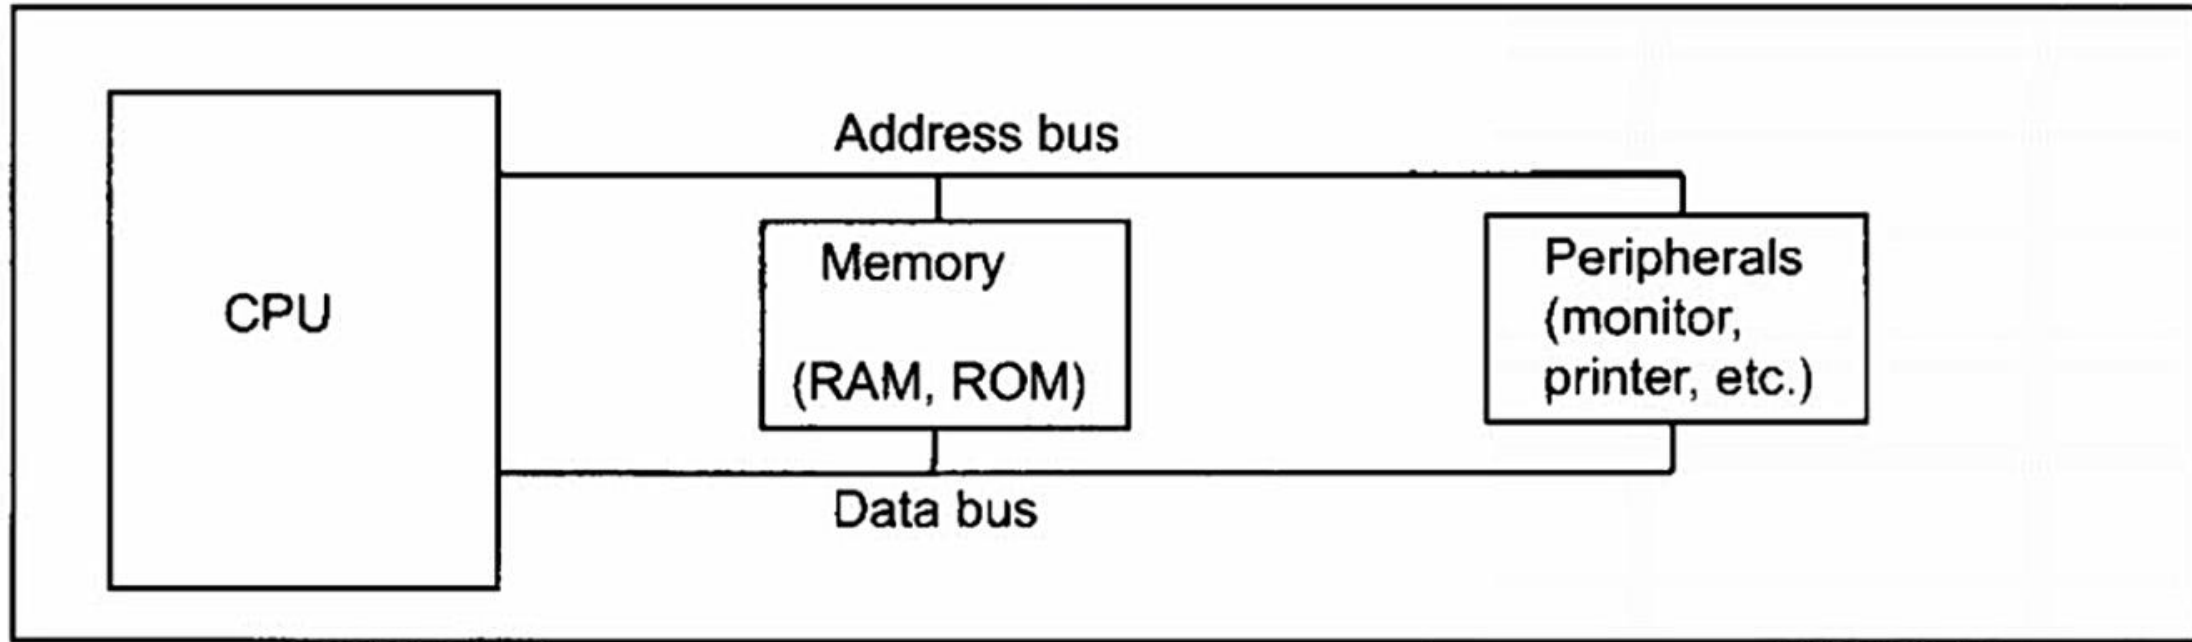 Address bus
CPU
Memory
(RAM, ROM)
Peripherals
(monitor,
printer, etc.)
Data bus